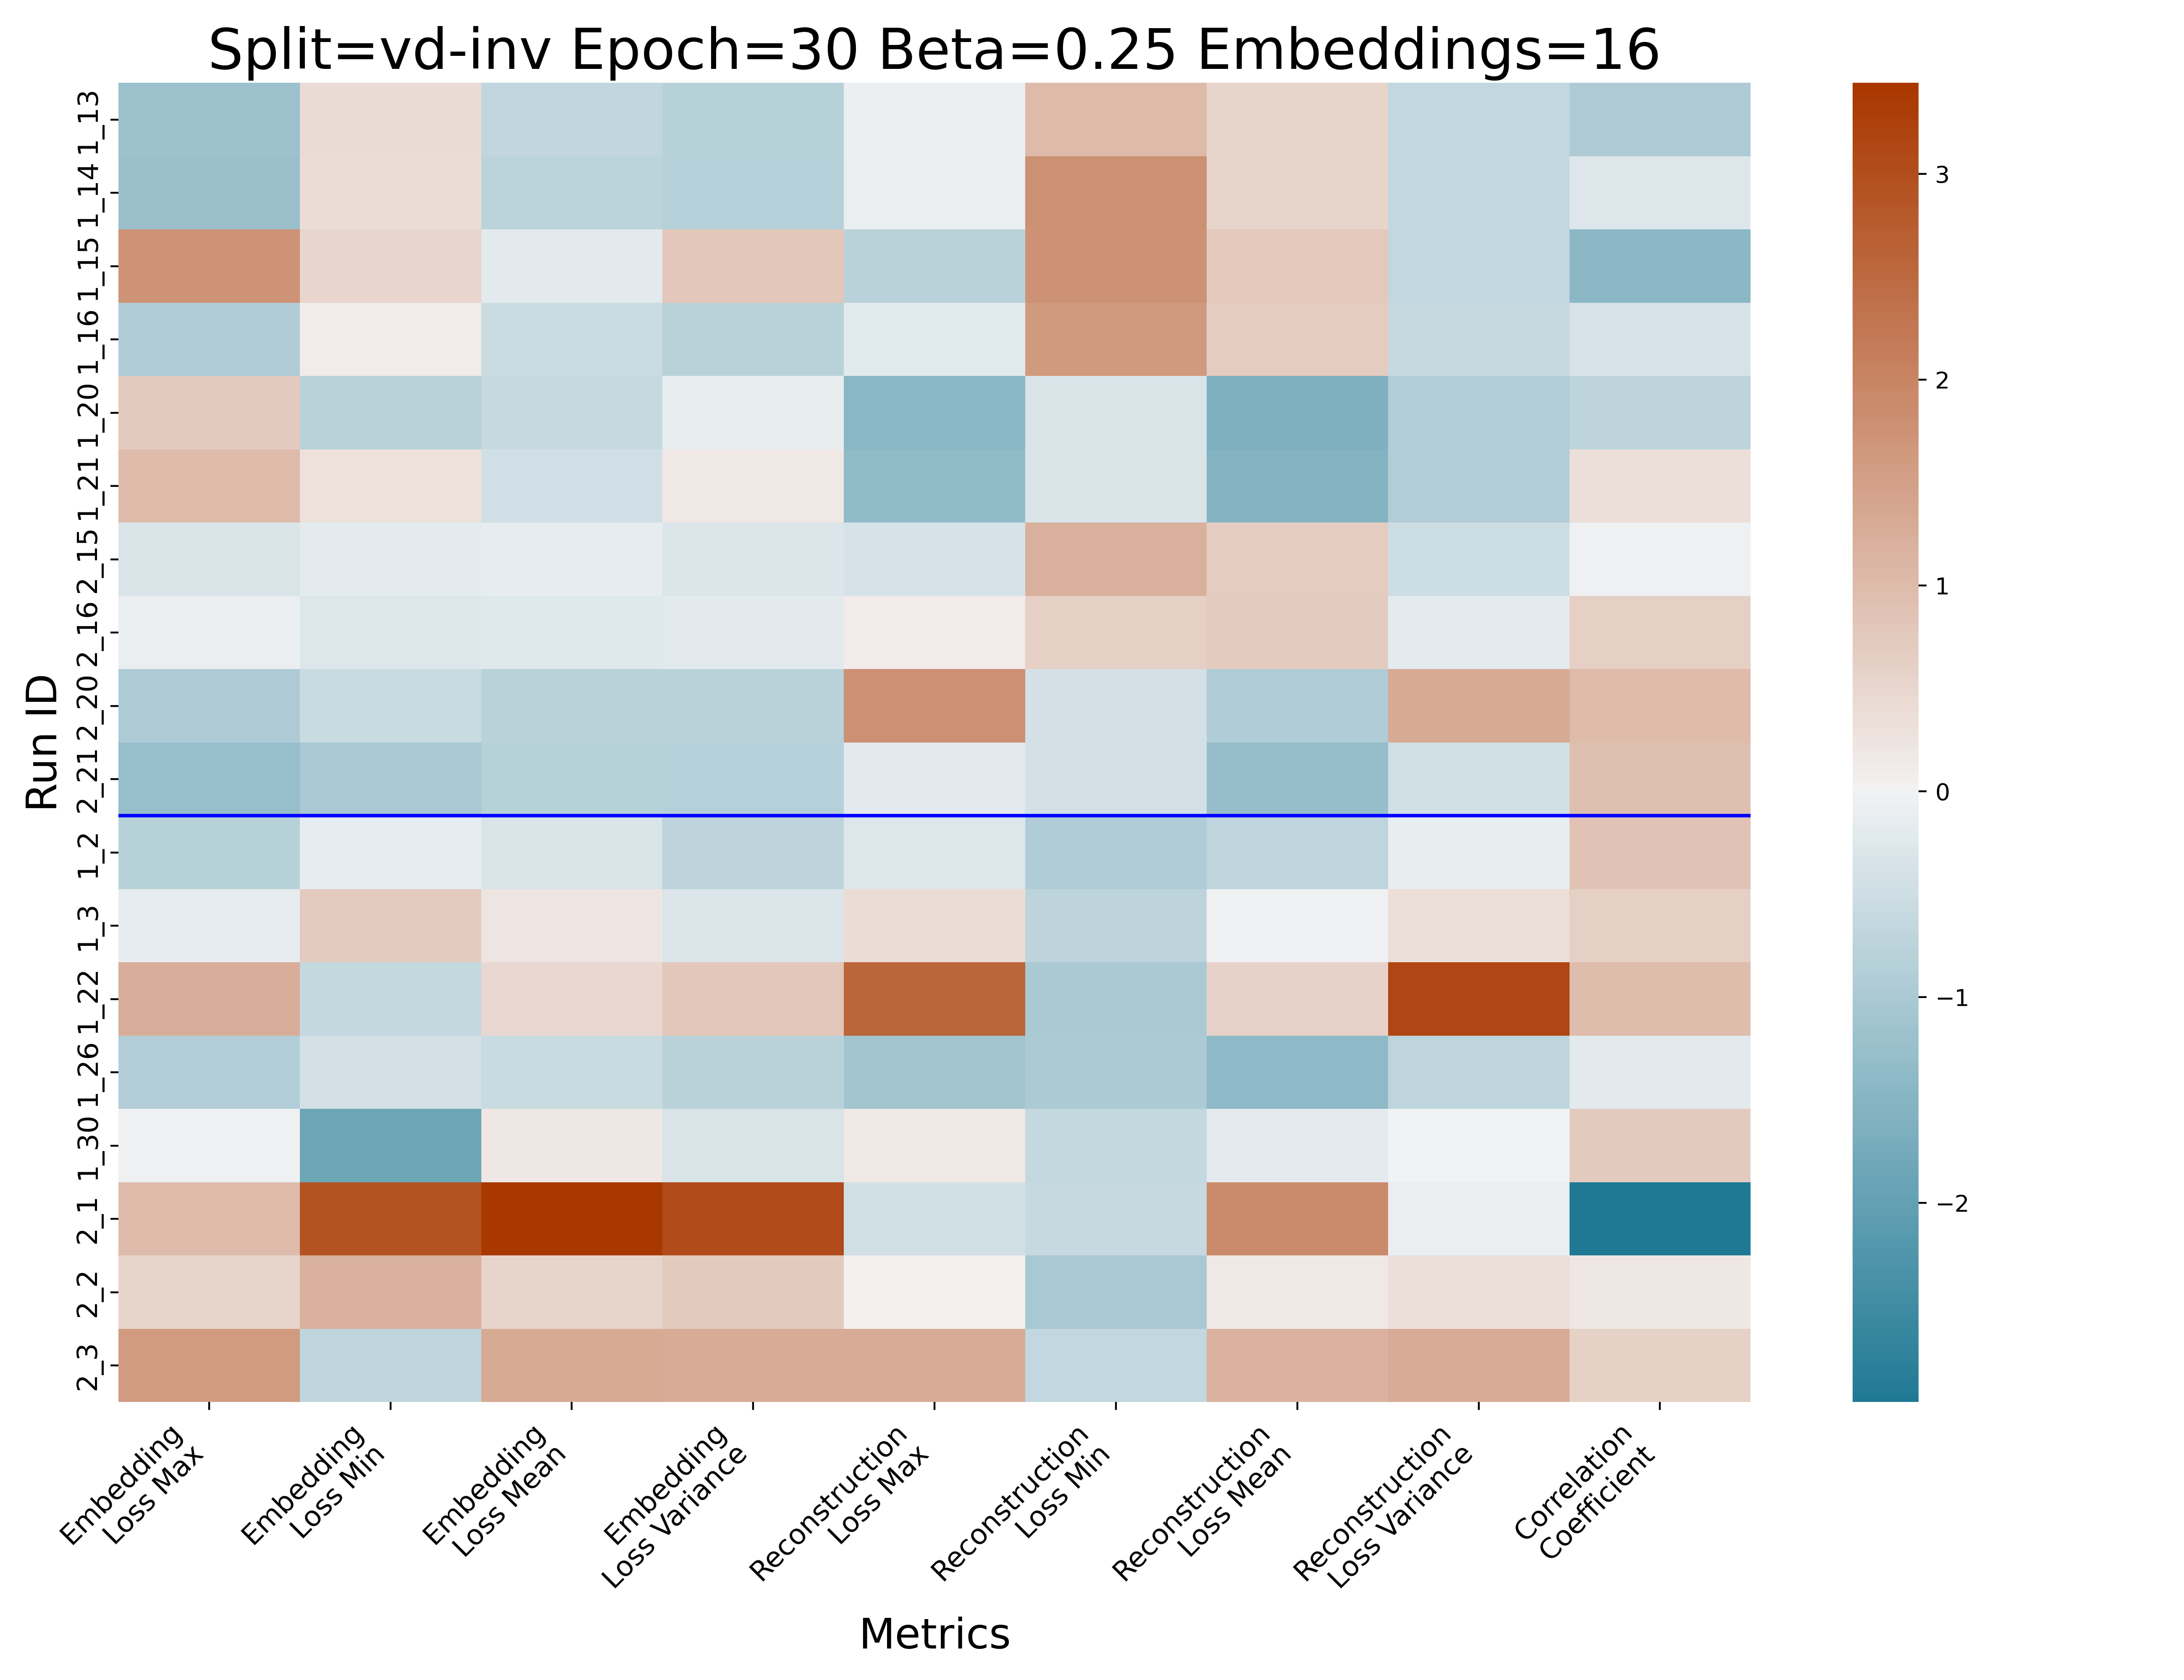 Split=vd-inv Epoch=30 Beta=0.25 Embeddings=16
Run ID
1_13
1_14
1_15
1_16
1_20
1_21
2_15
2_16
2_20
2_21
1_2
1_3
1_22
1_26
1_30
2_1
2_2
2_3
3
2
1
0
−1
−2
Embedding
Loss Max
Embedding
Loss Min
Embedding
Loss Mean
Embedding
Loss Variance
Reconstruction
Loss Max
Reconstruction
Loss Min
Reconstruction
Loss Mean
Reconstruction
Loss Variance
Correlation
Coefficient
Metrics